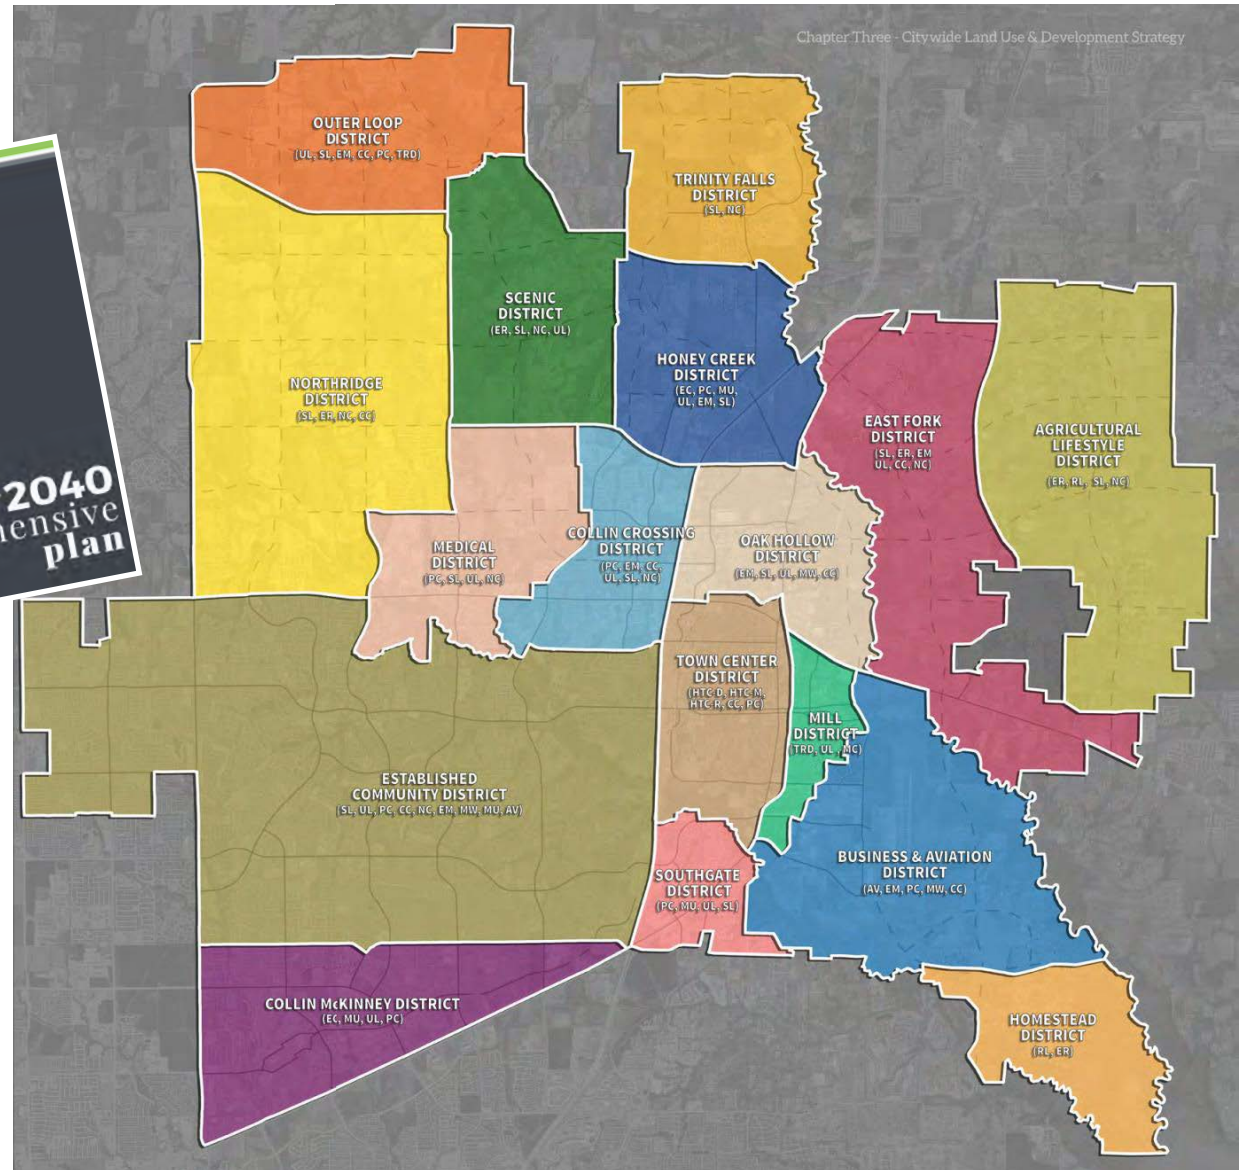 Chapter Three - Citywide Land Use & Development Strategy
OUTER LOOP
DISTRICT
(UL, SL, EM, CC, PC, TRD)
TRINITY FALLS
DISTRICT
(SL, NC)
SCENIC
DISTRICT
(ER, SL, NC, UL)
HONEY CREEK
DISTRICT
(EC, PC, MU,
UL, EM, SL)
NORTHRIDGE
DISTRICT
(SL, ER, NC, CC)
EAST FORK
DISTRICT
(SL, ER, EM
UL, CC, NC)
AGRICULTURAL
LIFESTYLE
DISTRICT
(ER, RL, SL, NC)
2040
hensive
plan
MEDICAL
DISTRICT
(PC, SL, UL, NC)
COLLIN CROSSING
DISTRICT
(PC, EM, CC,
UL, SL, NC)
OAK HOLLOW
DISTRICT
(EM, SL, UL, MW, CC)
TOWN CENTER
DISTRICT
(HTC-D, HTC-M,
HTC-R, CC, PC)
MILL
DISTRICT
(TRD, UL, MC)
ESTABLISHED
COMMUNITY DISTRICT
(SL, UL, PC, CC, NC, EM, MW, MU, AV)
BUSINESS & AVIATION
DISTRICT
(AV, EM, PC, MW, CC)
SOUTHGATE
DISTRICT
(PC, MU, UL, SL)
COLLIN McKINNEY DISTRICT
(EC, MU, UL, PC)
HOMESTEAD
DISTRICT
(RL, ER)